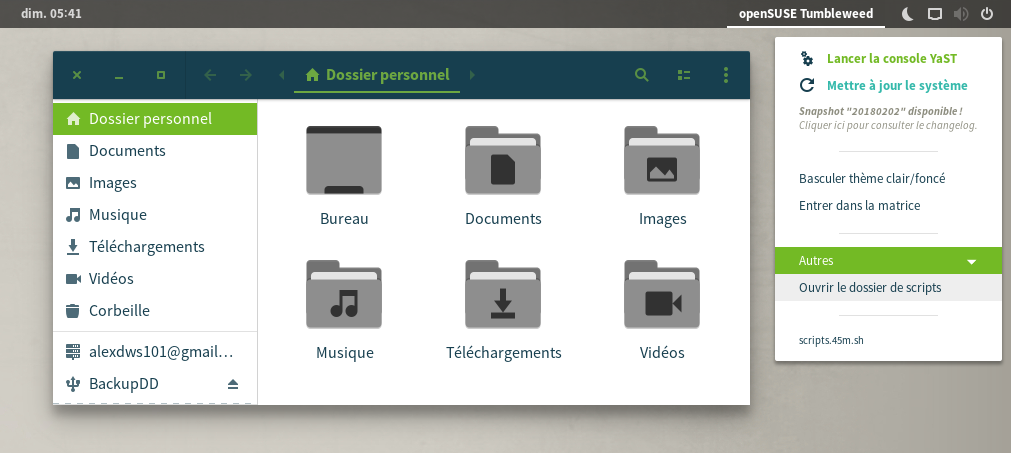 dim. 05:41
openSUSE Tumbleweed
Dossier personnel
Dossier personnel
Documents
Images
Musique
Téléchargements
Vidéos
Corbeille
alexdws101@gmail…
BackupDD
Bureau
Documents
Images
Musique
Téléchargements
Vidéos
Lancer la console YaST
Mettre à jour le système
Snapshot "20180202" disponible !
Cliquer ici pour consulter le changelog.
Basculer thème clair/foncé
Entrer dans la matrice
Autres
Ouvrir le dossier de scripts
scripts.45m.sh